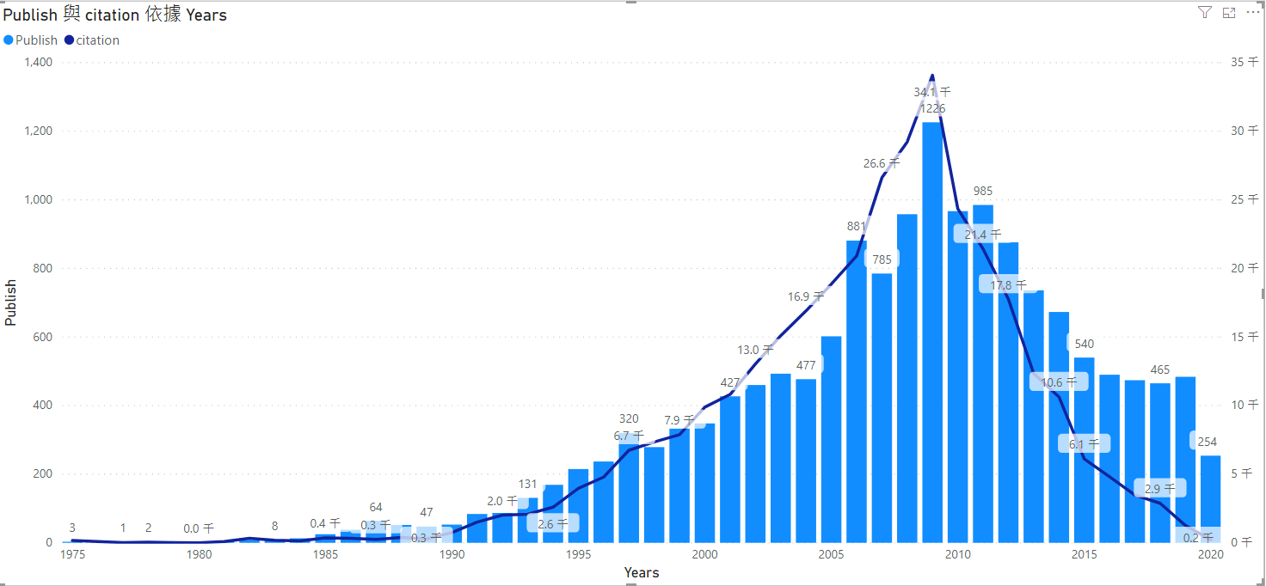 Publish 與 citation 依據 Years
Publish citation
1,400
1,200
1,000
800
600
400
200
0
Publish
35 千
30 千
25 千
20 千
15 千
10 千
5 千
0 千
3
1
2
0.0 千
8
0.4 千
64
0.3 千
47
0.3 千
2.0 千
131
2.6 千
320
6.7 千
7.9 千
427
13.0 千
16.9 千
477
881
26.6 千
785
34.1 千
1226
985
21.4 千
17.8 千
10.6 千
540
6.1 千
465
2.9 千
254
0.2 千
1975 1980 1985 1990 1995 2000 2005 2010 2015 2020
Years